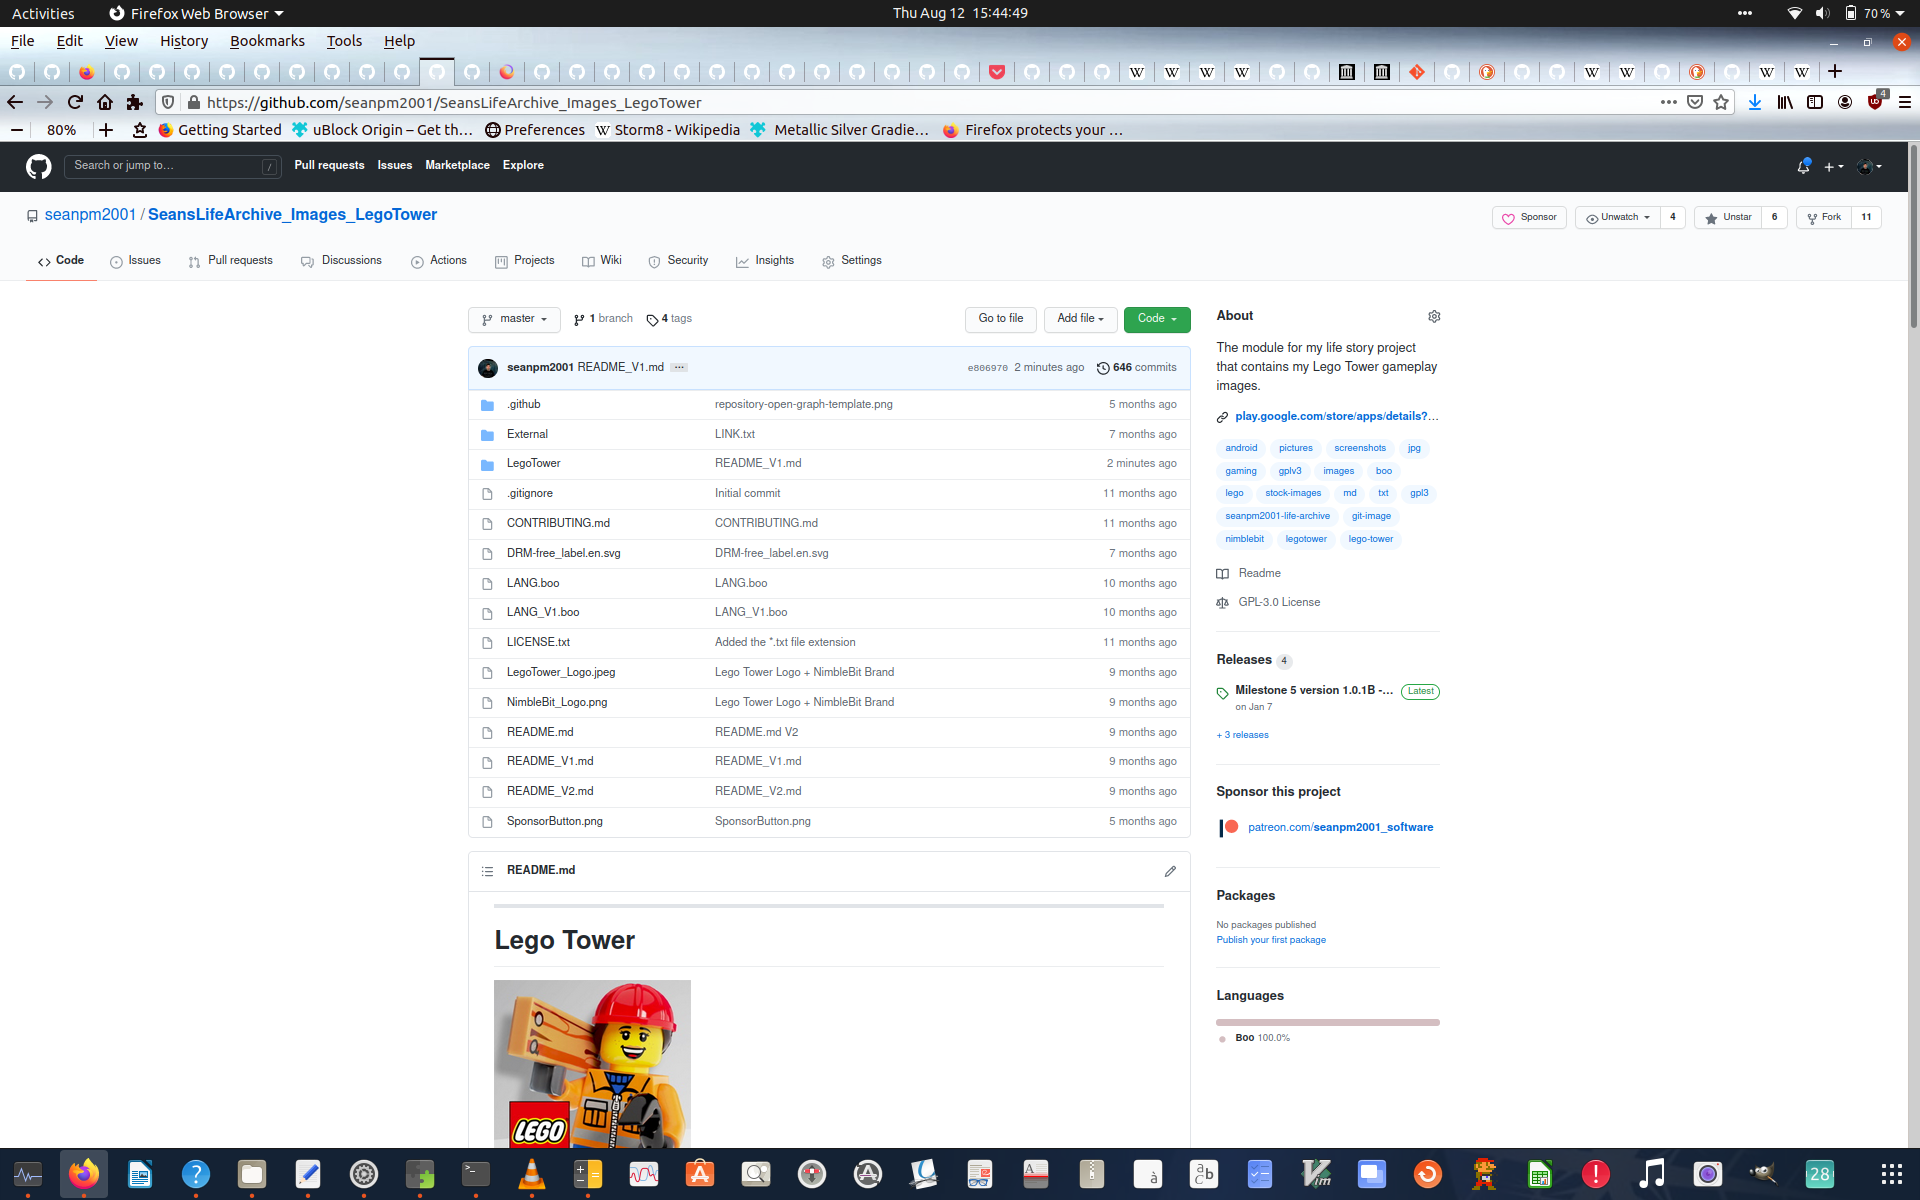 Activities Firefox Web Browser Thu Aug 12 15:44:49 70 %
File Edit View History Bookmarks Tools Help
https://github.com/seanpm2001/SeansLifeArchive_Images_LegoTower 4
80% Getting Started uBlock Origin – Get th… Preferences Storm8 - Wikipedia Metallic Silver Gradie… Firefox protects your …
Search or jump to… / Pull requests Issues Marketplace Explore
seanpm2001 / SeansLifeArchive_Images_LegoTower Sponsor Unwatch 4 Unstar 6 Fork 11
Code Issues Pull requests Discussions Actions Projects Wiki Security Insights Settings
master 1 branch 4 tags Go to file Add file Code
seanpm2001 README_V1.md ... e806970 2 minutes ago 646 commits
.github repository-open-graph-template.png 5 months ago
External LINK.txt 7 months ago
LegoTower README_V1.md 2 minutes ago
.gitignore Initial commit 11 months ago
CONTRIBUTING.md CONTRIBUTING.md 11 months ago
DRM-free_label.en.svg DRM-free_label.en.svg 7 months ago
LANG.boo LANG.boo 10 months ago
LANG_V1.boo LANG_V1.boo 10 months ago
LICENSE.txt Added the *.txt file extension 11 months ago
LegoTower_Logo.jpeg Lego Tower Logo + NimbleBit Brand 9 months ago
NimbleBit_Logo.png Lego Tower Logo + NimbleBit Brand 9 months ago
README.md README.md V2 9 months ago
README_V1.md README_V1.md 9 months ago
README_V2.md README_V2.md 9 months ago
SponsorButton.png SponsorButton.png 5 months ago
README.md
Lego Tower
LEGO
About
The module for my life story project
that contains my Lego Tower gameplay
images.
play.google.com/store/apps/details?…
android pictures screenshots jpg
gaming gplv3 images boo
lego stock-images md txt gpl3
seanpm2001-life-archive git-image
nimblebit legotower lego-tower
Readme
GPL-3.0 License
Releases 4
Milestone 5 version 1.0.1B -… Latest
on Jan 7
+ 3 releases
Sponsor this project
patreon.com/seanpm2001_software
Packages
No packages published
Publish your first package
Languages
Boo 100.0%
28